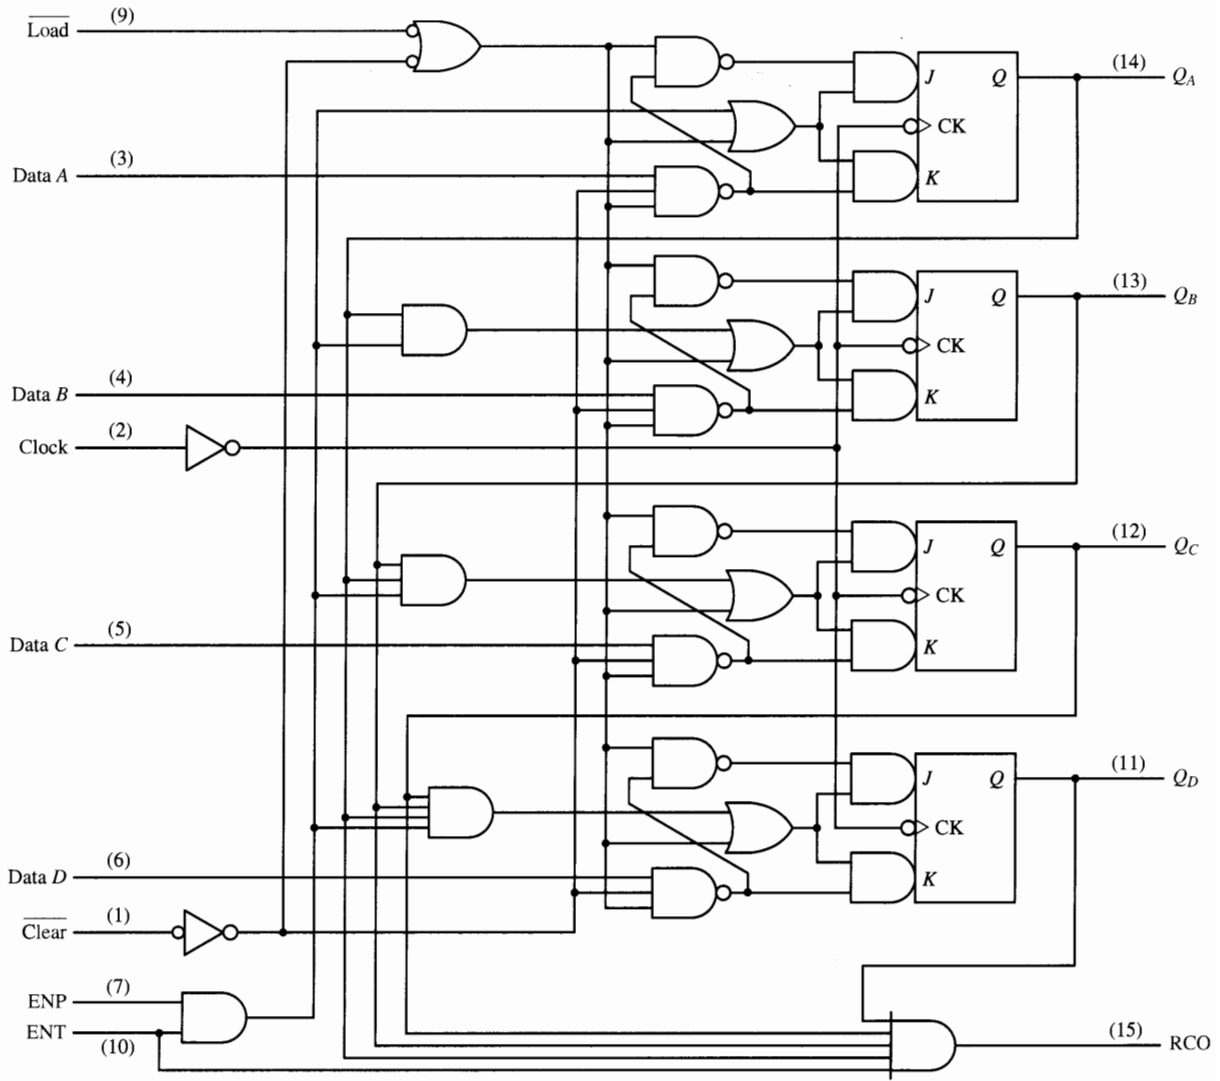 Load (9)
(14) Q_A
J Q
CK
K
Data A (3)
(13) Q_B
J Q
CK
K
Data B (4)
Clock (2)
(12) Q_C
J Q
CK
K
Data C (5)
(11) Q_D
J Q
CK
K
Data D (6)
Clear (1)
ENP (7)
ENT (10)
(15) RCO